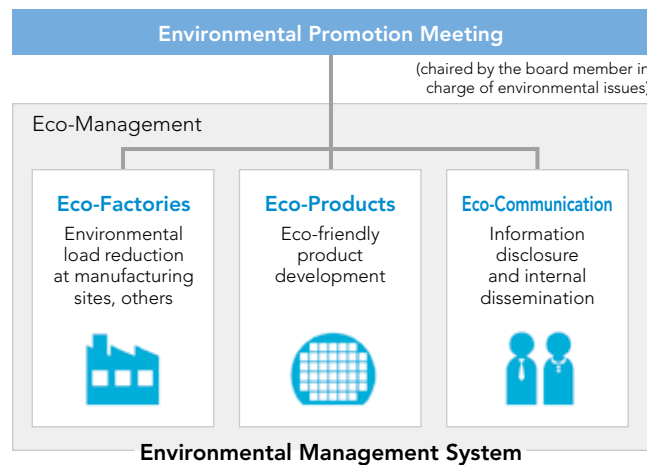 Environmental Promotion Meeting
(chaired by the board member in
charge of environmental issues)
Eco-Management
Eco-Factories
Environmental
load reduction
at manufacturing
sites, others
Eco-Products
Eco-friendly
product
development
Eco-Communication
Information
disclosure
and internal
dissemination
Environmental Management System